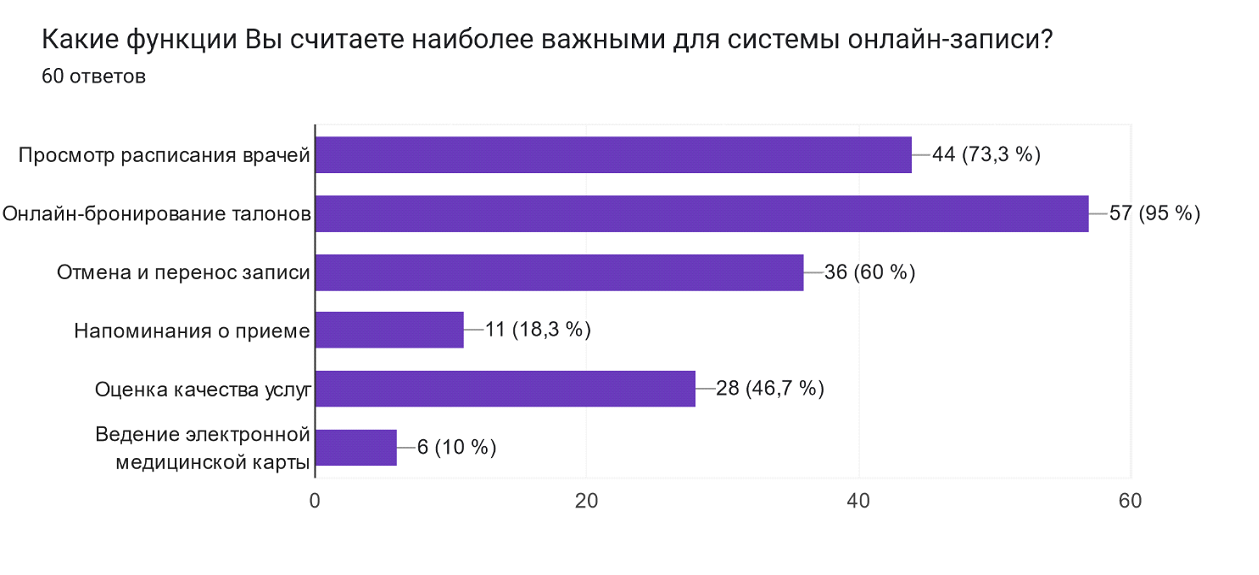 Какие функции Вы считаете наиболее важными для системы онлайн-записи?
60 ответов
Просмотр расписания врачей 44 (73,3 %)
Онлайн-бронирование талонов 57 (95 %)
Отмена и перенос записи 36 (60 %)
Напоминания о приеме 11 (18,3 %)
Оценка качества услуг 28 (46,7 %)
Ведение электронной
медицинской карты 6 (10 %)
0 20 40 60